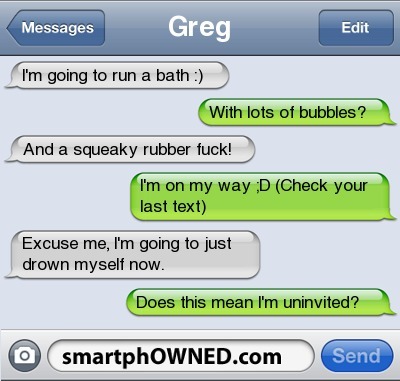 Messages
Greg
Edit
I'm going to run a bath :)
With lots of bubbles?
And a squeaky rubber fuck!
I'm on my way ;D (Check your
last text)
Excuse me, I'm going to just
drown myself now.
Does this mean I'm uninvited?
smartphOWNED.com
Send